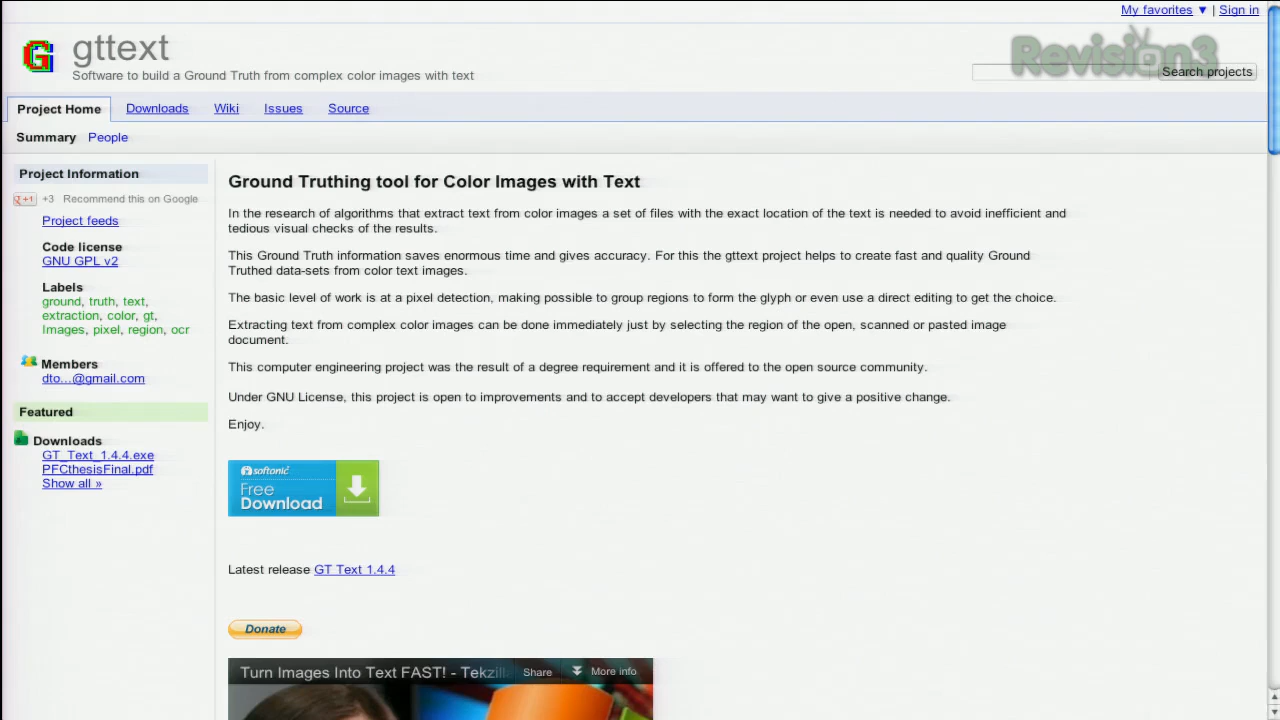 My favorites ▼ | Sign in
gttext
Software to build a Ground Truth from complex color images with text
Revision3
Search projects
Project Home Downloads Wiki Issues Source
Summary People
Project Information
g+1 +3 Recommend this on Google
Project feeds
Code license
GNU GPL v2
Labels
ground, truth, text,
extraction, color, gt,
Images, pixel, region, ocr
Members
dto...@gmail.com
Featured
Downloads
GT_Text_1.4.4.exe
PFCthesisFinal.pdf
Show all »
Ground Truthing tool for Color Images with Text
In the research of algorithms that extract text from color images a set of files with the exact location of the text is needed to avoid inefficient and
tedious visual checks of the results.
This Ground Truth information saves enormous time and gives accuracy. For this the gttext project helps to create fast and quality Ground
Truthed data-sets from color text images.
The basic level of work is at a pixel detection, making possible to group regions to form the glyph or even use a direct editing to get the choice.
Extracting text from complex color images can be done immediately just by selecting the region of the open, scanned or pasted image
document.
This computer engineering project was the result of a degree requirement and it is offered to the open source community.
Under GNU License, this project is open to improvements and to accept developers that may want to give a positive change.
Enjoy.
softonic
Free
Download
Latest release GT Text 1.4.4
Donate
Turn Images Into Text FAST! - Tekzil Share More info